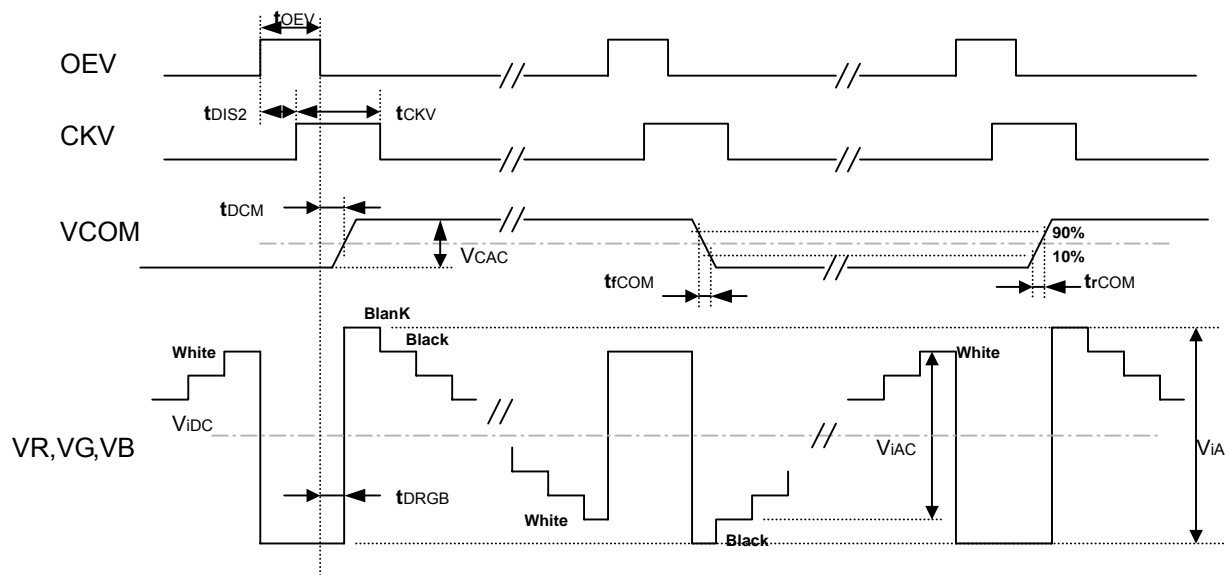 tOEV
OEV
tDIS2
tCKV
CKV
tDCM
VCOM
VCAC
90%
10%
tfCOM
trCOM
BlanK
White
Black
White
ViDC
VR,VG,VB
ViAC
ViA
tDRGB
White
Black